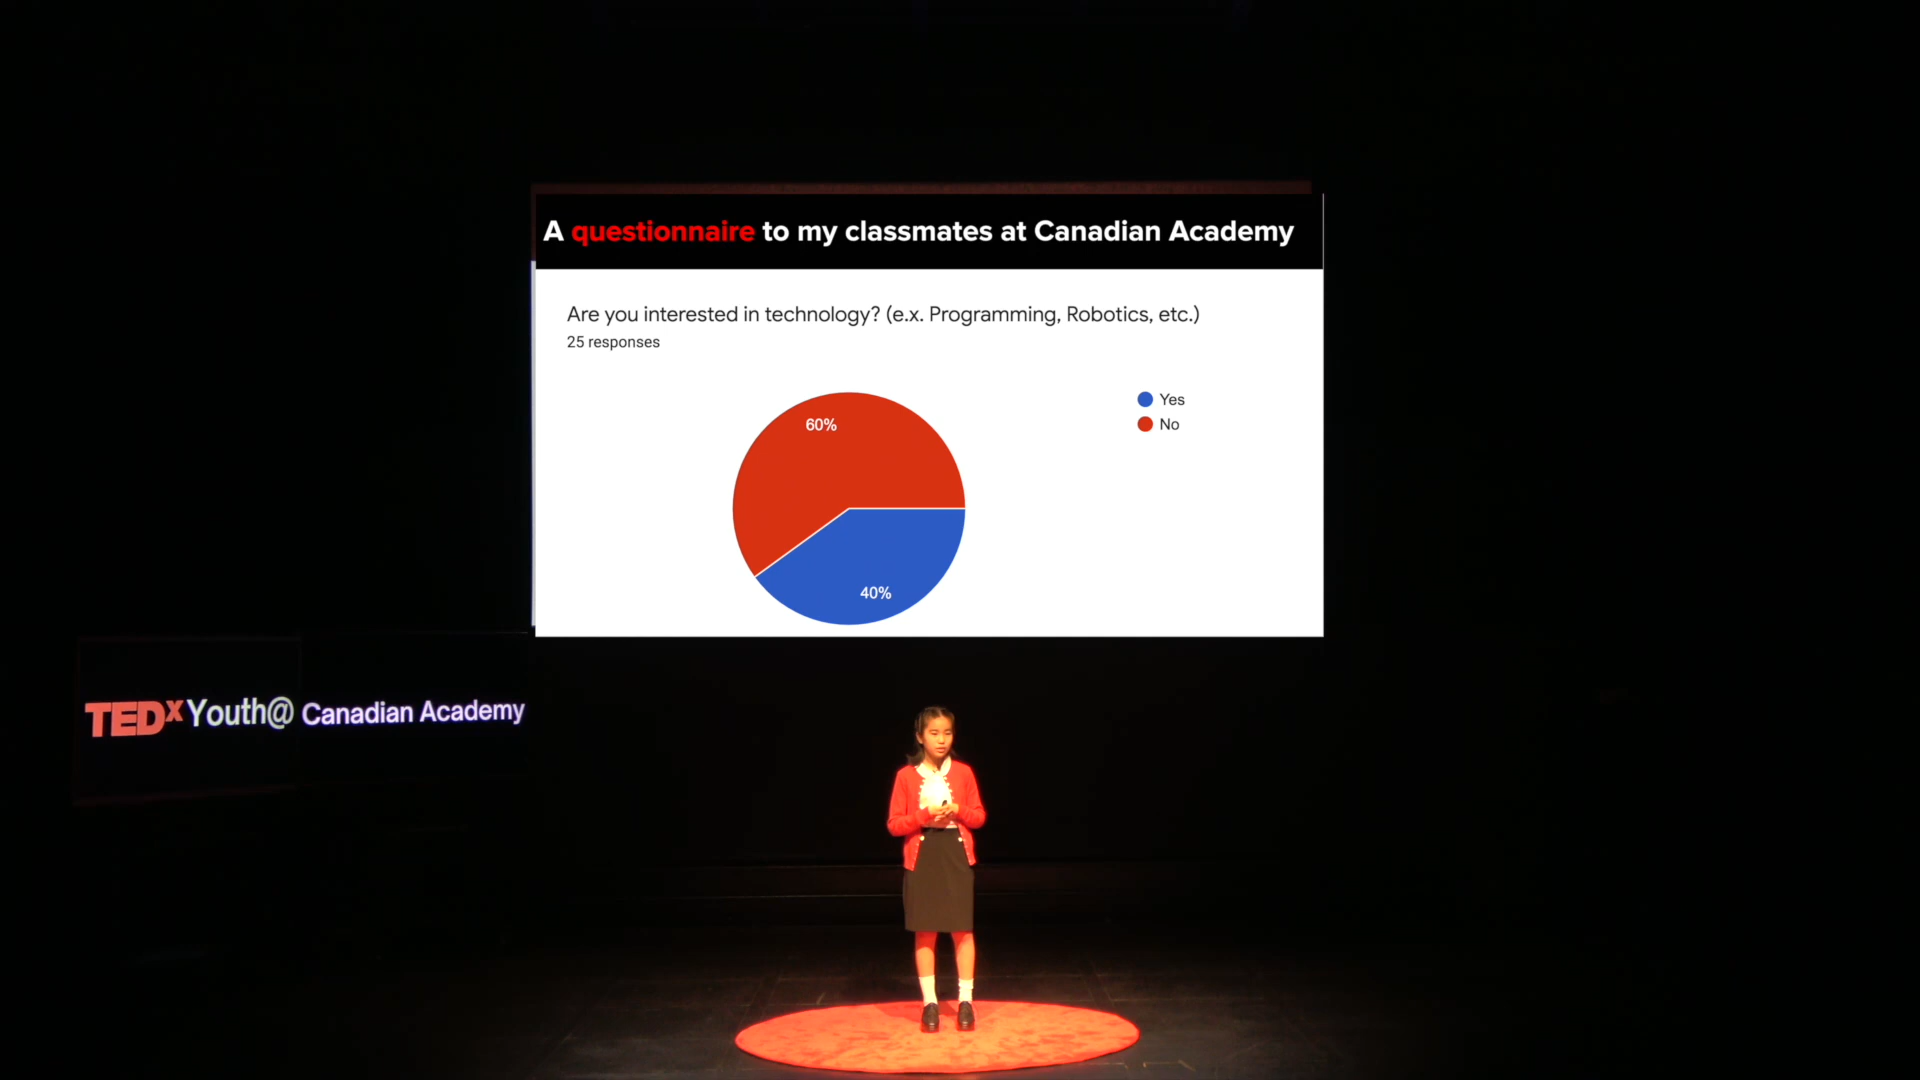 A questionnaire to my classmates at Canadian Academy
Are you interested in technology? (e.x. Programming, Robotics, etc.)
25 responses
Yes
No
60%
40%
TEDxYouth@ Canadian Academy